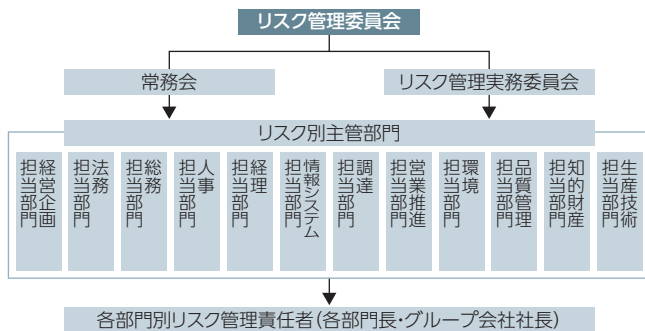 リスク管理委員会
常務会
リスク管理実務委員会
リスク別主管部門
経営企画
担当部門
法務
担当部門
総務
担当部門
人事
担当部門
経理
担当部門
情報システム
担当部門
調達
担当部門
営業推進
担当部門
環境
担当部門
品質管理
担当部門
知的財産
担当部門
生産技術
担当部門
各部門別リスク管理責任者(各部門長・グループ会社社長)